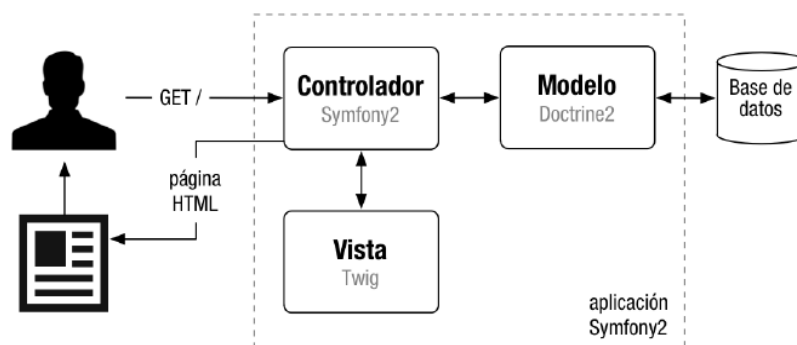 GET /
Controlador
Symfony2
Modelo
Doctrine2
Base de
datos
página
HTML
Vista
Twig
aplicación
Symfony2